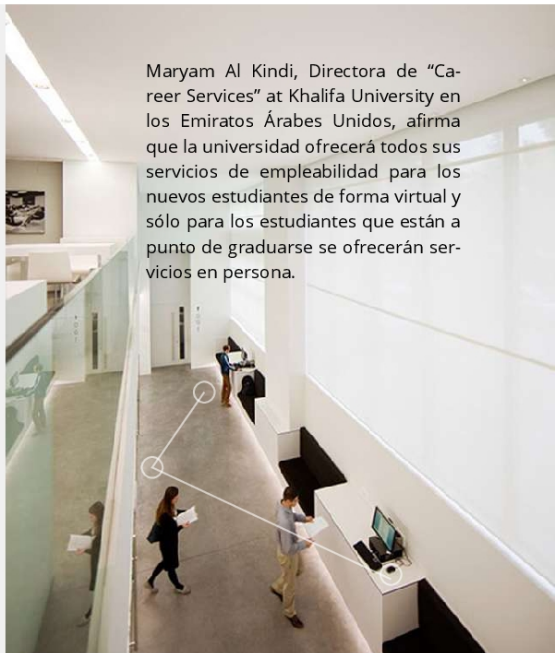 Maryam Al Kindi, Directora de “Ca-
reer Services” at Khalifa University en
los Emiratos Árabes Unidos, afirma
que la universidad ofrecerá todos sus
servicios de empleabilidad para los
nuevos estudiantes de forma virtual y
sólo para los estudiantes que están a
punto de graduarse se ofrecerán ser-
vicios en persona.